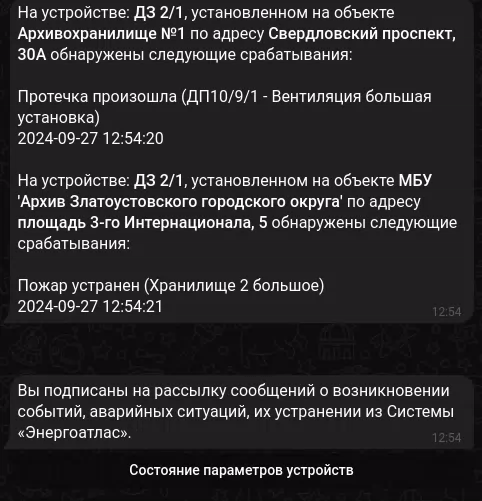 На устройстве: ДЗ 2/1, установленном на объекте
Архивохранилище №1 по адресу Свердловский проспект,
30А обнаружены следующие срабатывания:
Протечка произошла (ДП10/9/1 - Вентиляция большая
установка)
2024-09-27 12:54:20
На устройстве: ДЗ 2/1, установленном на объекте МБУ
'Архив Златоустовского городского округа' по адресу
площадь 3-го Интернационала, 5 обнаружены следующие
срабатывания:
Пожар устранен (Хранилище 2 большое)
2024-09-27 12:54:21
12:54
Вы подписаны на рассылку сообщений о возникновении
событий, аварийных ситуаций, их устранении из Системы
«Энергоатлас».
12:54
Состояние параметров устройств